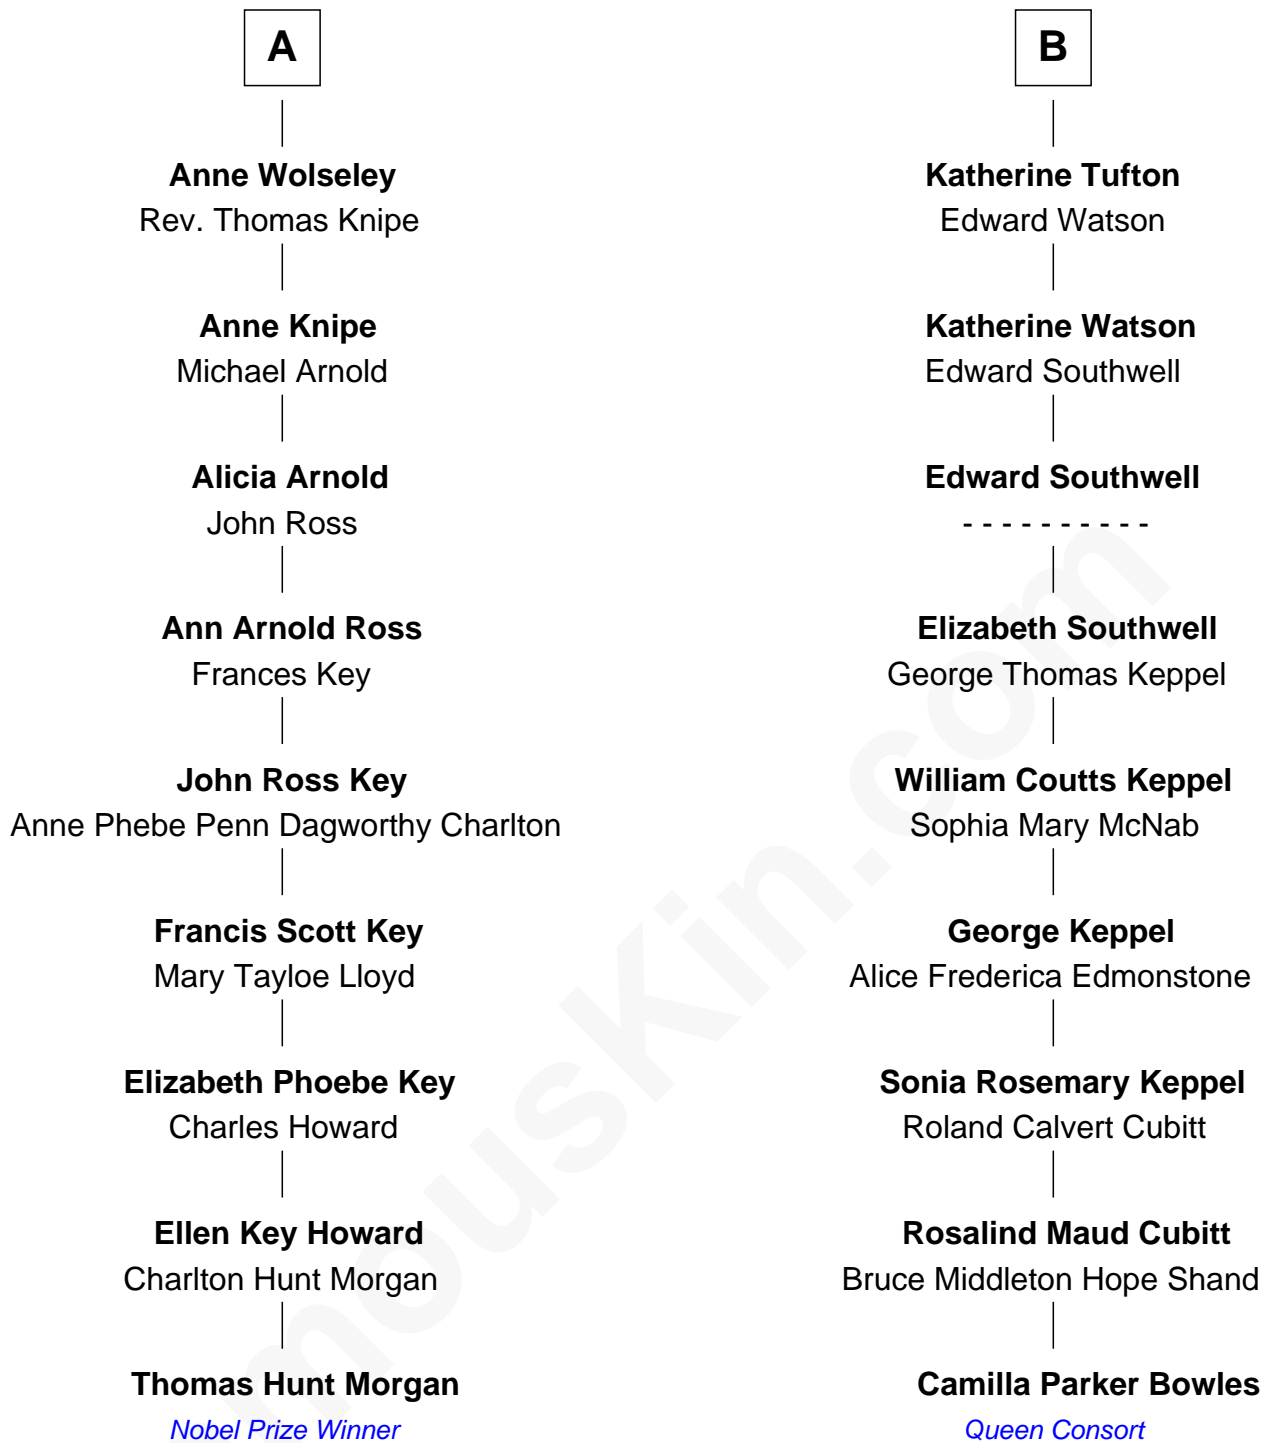 A
Anne Wolseley
Rev. Thomas Knipe
Anne Knipe
Michael Arnold
Alicia Arnold
John Ross
Ann Arnold Ross
Frances Key
John Ross Key
Anne Phebe Penn Dagworthy Charlton
Francis Scott Key
Mary Tayloe Lloyd
Elizabeth Phoebe Key
Charles Howard
Ellen Key Howard
Charlton Hunt Morgan
Thomas Hunt Morgan
Nobel Prize Winner
B
Katherine Tufton
Edward Watson
Katherine Watson
Edward Southwell
Edward Southwell
- - - - - - - - - -
Elizabeth Southwell
George Thomas Keppel
William Coutts Keppel
Sophia Mary McNab
George Keppel
Alice Frederica Edmonstone
Sonia Rosemary Keppel
Roland Calvert Cubitt
Rosalind Maud Cubitt
Bruce Middleton Hope Shand
Camilla Parker Bowles
Queen Consort
mousKin.com